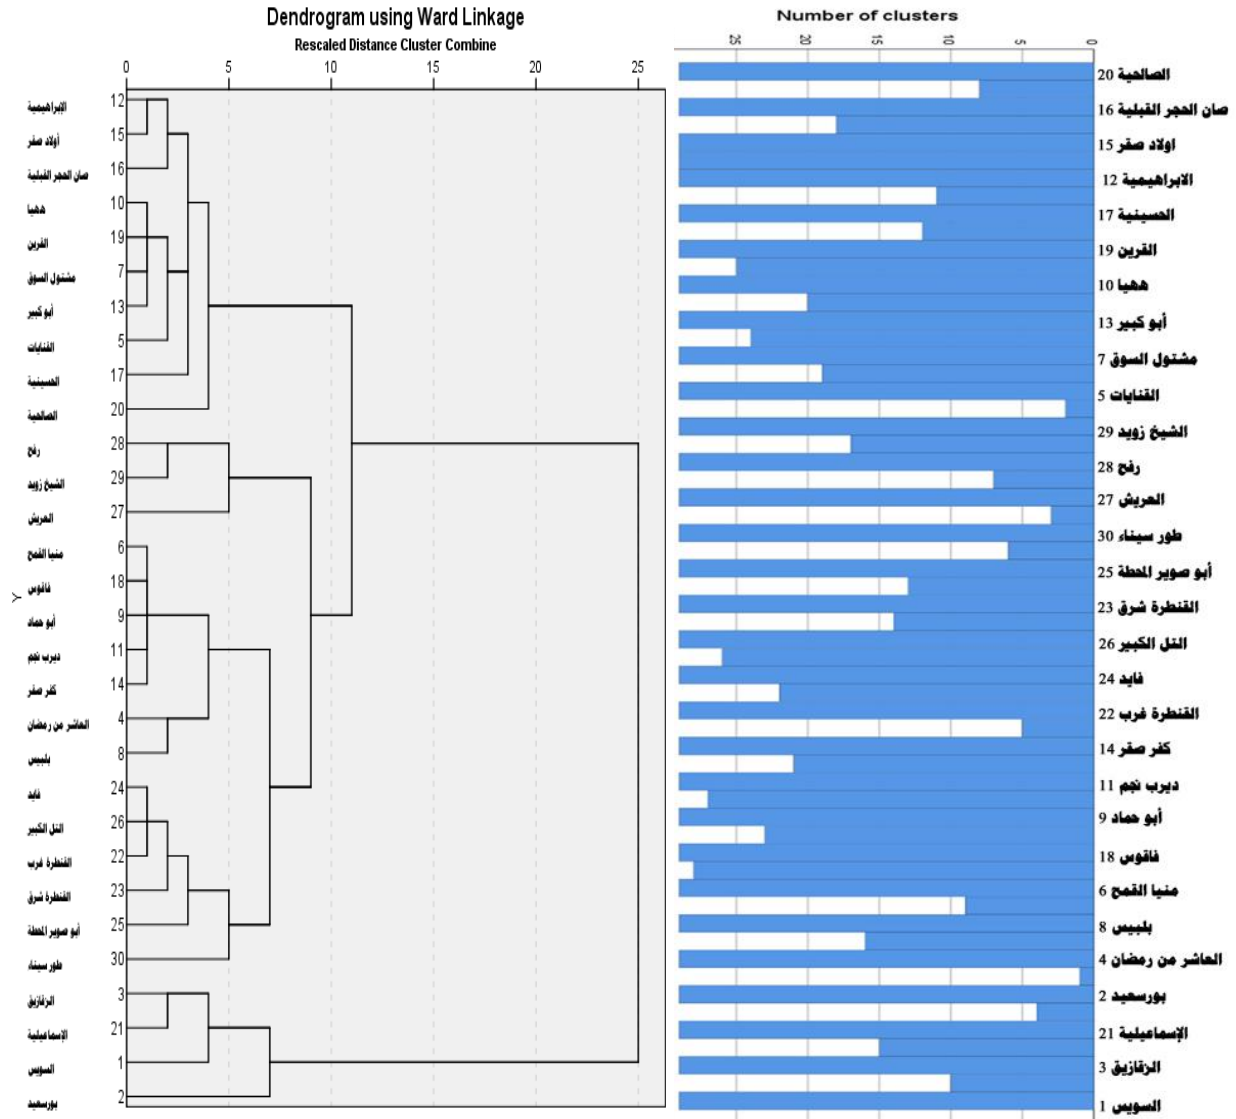 Dendrogram using Ward Linkage
Rescaled Distance Cluster Combine
0 5 10 15 20 25
الإبراهيمية 12
أولاد صقر 15
صان الحجر القبلية 16
ههيا 10
القرين 19
مشتول السوق 7
أبو كبير 13
القنايات 5
الحسينية 17
الصالحية 20
رفح 28
الشيخ زويد 29
العريش 27
منيا القمح 6
فاقوس 18
أبو حماد 9
ديرب نجم 11
كفر صقر 14
العاشر من رمضان 4
بلبيس 8
فايد 24
التل الكبير 26
القنطرة غرب 22
القنطرة شرق 23
أبو صوير المحطة 25
طور سيناء 30
الزقازيق 3
الإسماعيلية 21
السويس 1
بورسعيد 2
Y
Number of clusters
25 20 15 10 5 0
20 الصالحية
16 صان الحجر القبلية
15 اولاد صقر
12 الابراهيمية
17 الحسينية
19 القرين
10 ههيا
13 أبو كبير
7 مشتول السوق
5 القنايات
29 الشيخ زويد
28 رفح
27 العريش
30 طور سيناء
25 أبو صوير المحطة
23 القنطرة شرق
26 التل الكبير
24 فايد
22 القنطرة غرب
14 كفر صقر
11 ديرب نجم
9 أبو حماد
18 فاقوس
6 منيا القمح
8 بلبيس
4 العاشر من رمضان
2 بورسعيد
21 الإسماعيلية
3 الزقازيق
1 السويس